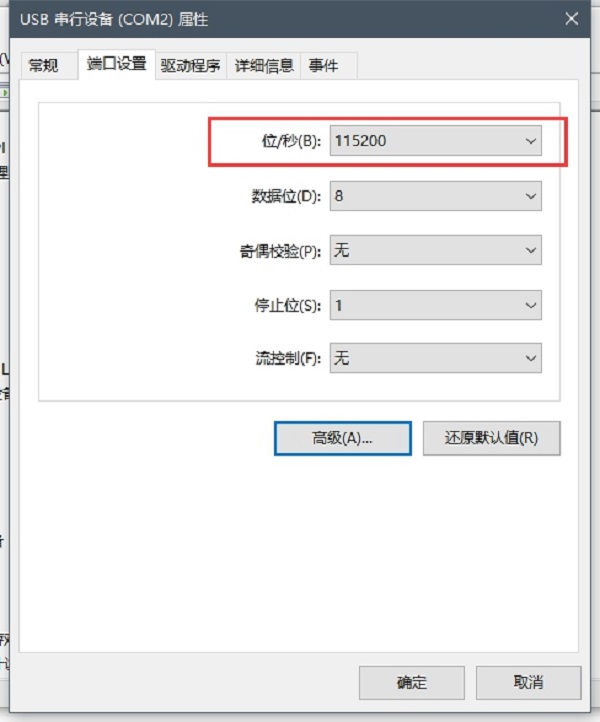 USB 串行设备 (COM2) 属性
常规 端口设置 驱动程序 详细信息 事件
位/秒(B): 115200
数据位(D): 8
奇偶校验(P): 无
停止位(S): 1
流控制(F): 无
高级(A)... 还原默认值(R)
确定 取消